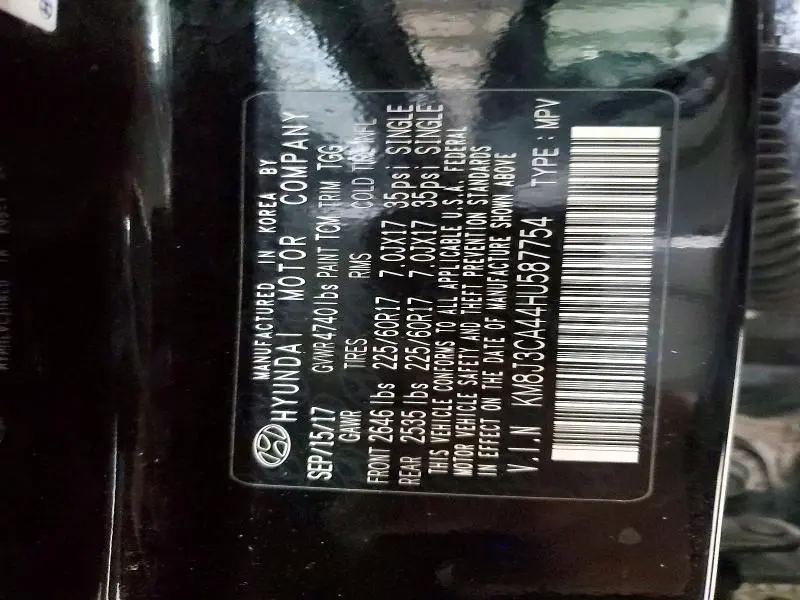 MANUFACTURED IN KOREA BY
HYUNDAI MOTOR COMPANY
SEP/15/17 GVWR 4740lbs PAINT TCM TRIM TGG
GAWR TIRES RIMS COLD TIRE INFL
FRONT 2646 lbs 225/60R17 7.0JX17 35psi SINGLE
REAR 2535 lbs 225/60R17 7.0JX17 35psi SINGLE
THIS VEHICLE CONFORMS TO ALL APPLICABLE U.S.A. FEDERAL
MOTOR VEHICLE SAFETY AND THEFT PREVENTION STANDARDS
IN EFFECT ON THE DATE OF MANUFACTURE SHOWN ABOVE
V.I.N KM8J3CA44HU587754 TYPE : MPV